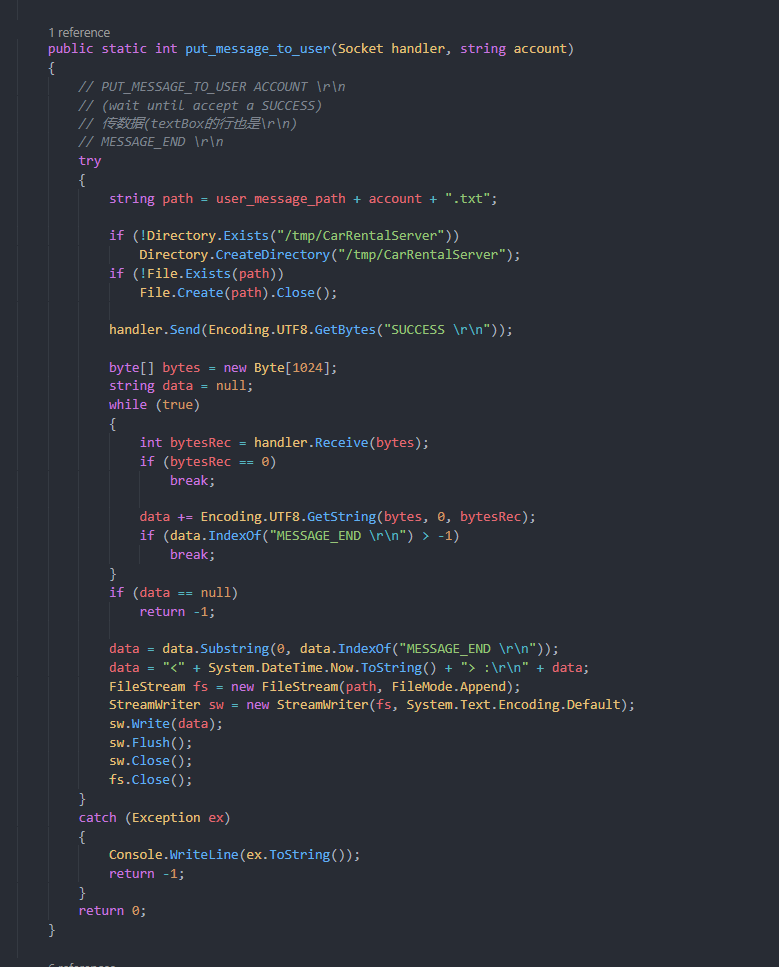 1 reference
public static int put_message_to_user(Socket handler, string account)
{
// PUT_MESSAGE_TO_USER ACCOUNT \r\n
// (wait until accept a SUCCESS)
// 传数据(textBox的行也是\r\n)
// MESSAGE_END \r\n
try
{
string path = user_message_path + account + ".txt";
if (!Directory.Exists("/tmp/CarRentalServer"))
Directory.CreateDirectory("/tmp/CarRentalServer");
if (!File.Exists(path))
File.Create(path).Close();
handler.Send(Encoding.UTF8.GetBytes("SUCCESS \r\n"));
byte[] bytes = new Byte[1024];
string data = null;
while (true)
{
int bytesRec = handler.Receive(bytes);
if (bytesRec == 0)
break;
data += Encoding.UTF8.GetString(bytes, 0, bytesRec);
if (data.IndexOf("MESSAGE_END \r\n") > -1)
break;
}
if (data == null)
return -1;
data = data.Substring(0, data.IndexOf("MESSAGE_END \r\n"));
data = "<" + System.DateTime.Now.ToString() + "> :\r\n" + data;
FileStream fs = new FileStream(path, FileMode.Append);
StreamWriter sw = new StreamWriter(fs, System.Text.Encoding.Default);
sw.Write(data);
sw.Flush();
sw.Close();
fs.Close();
}
catch (Exception ex)
{
Console.WriteLine(ex.ToString());
return -1;
}
return 0;
}